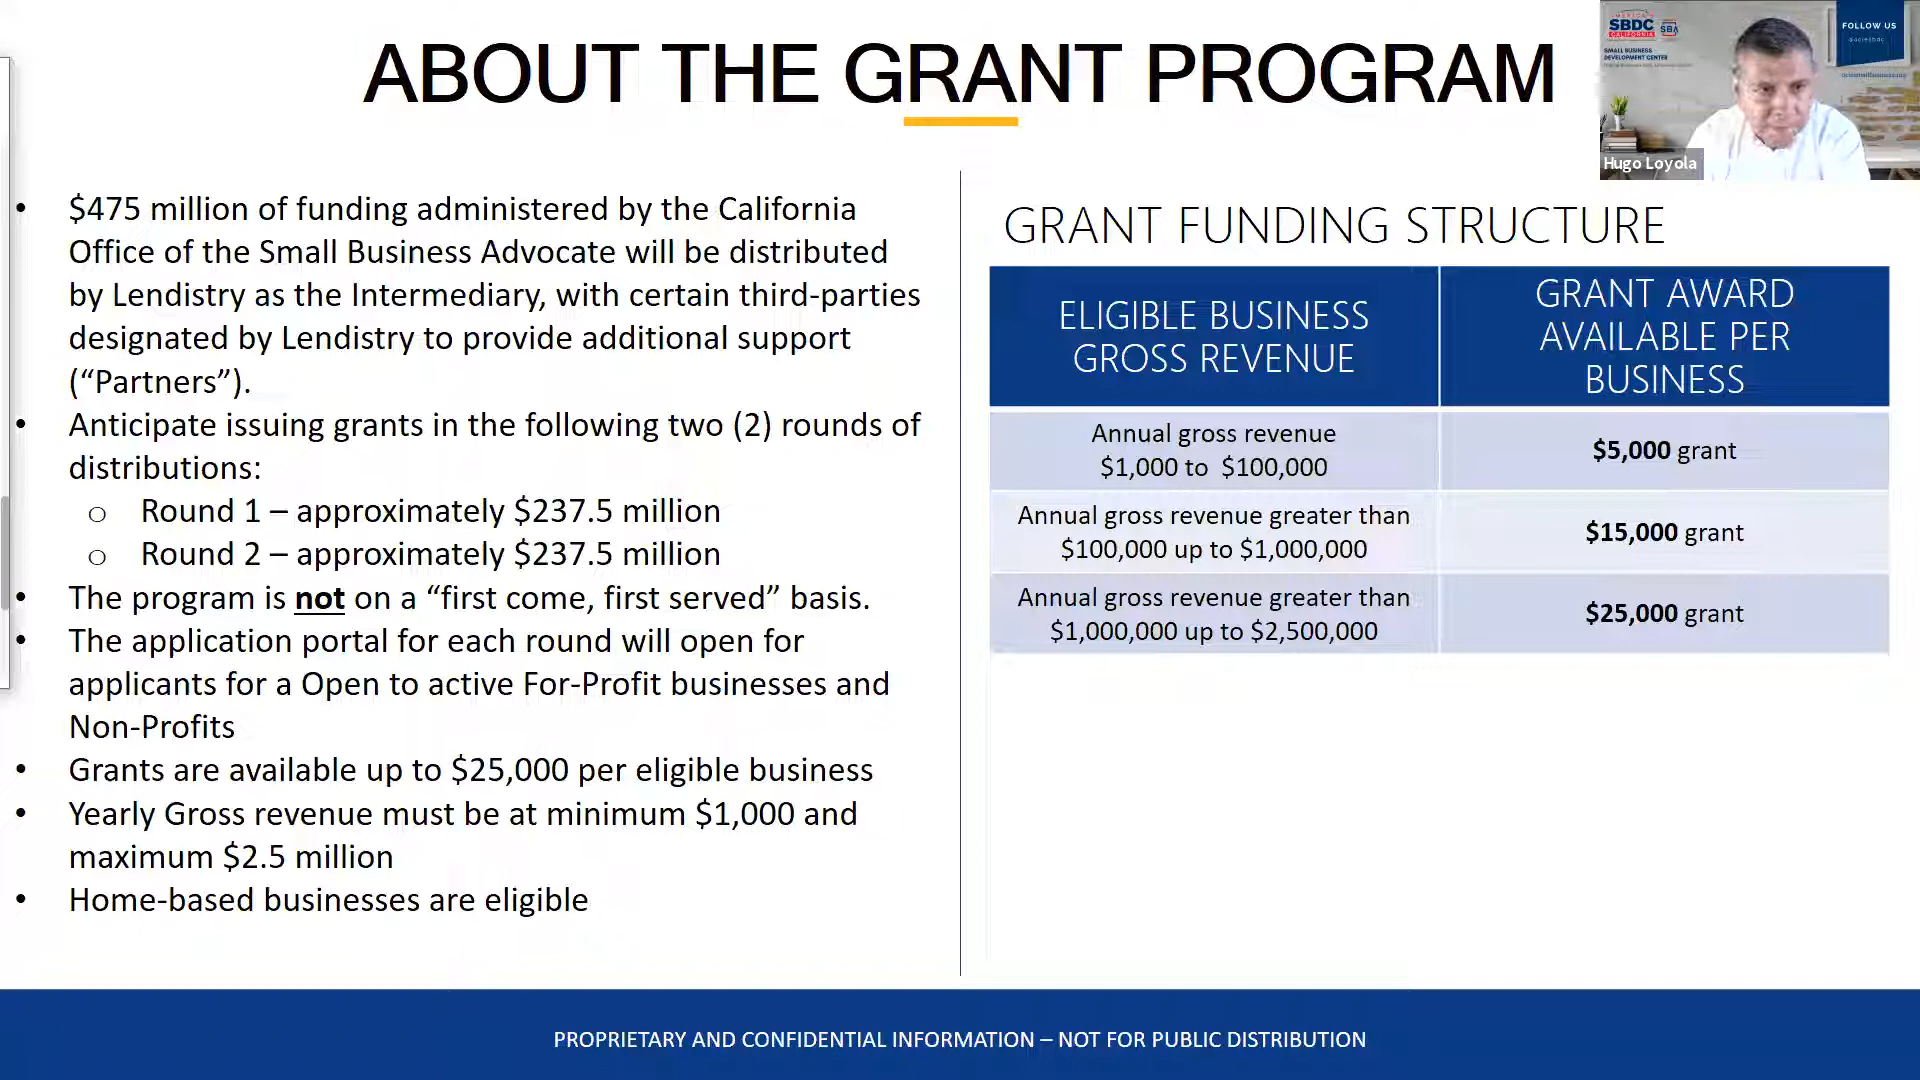 ABOUT THE GRANT PROGRAM
SBDC
CALIFORNIA
SBA
SMALL BUSINESS
DEVELOPMENT CENTER
FOLLOW US
Hugo Loyola
• $475 million of funding administered by the California
Office of the Small Business Advocate will be distributed
by Lendistry as the Intermediary, with certain third-parties
designated by Lendistry to provide additional support
(“Partners”).
• Anticipate issuing grants in the following two (2) rounds of
distributions:
o Round 1 – approximately $237.5 million
o Round 2 – approximately $237.5 million
• The program is not on a “first come, first served” basis.
• The application portal for each round will open for
applicants for a Open to active For-Profit businesses and
Non-Profits
• Grants are available up to $25,000 per eligible business
• Yearly Gross revenue must be at minimum $1,000 and
maximum $2.5 million
• Home-based businesses are eligible
GRANT FUNDING STRUCTURE
ELIGIBLE BUSINESS
GROSS REVENUE
GRANT AWARD
AVAILABLE PER
BUSINESS
Annual gross revenue
$1,000 to $100,000
$5,000 grant
Annual gross revenue greater than
$100,000 up to $1,000,000
$15,000 grant
Annual gross revenue greater than
$1,000,000 up to $2,500,000
$25,000 grant
PROPRIETARY AND CONFIDENTIAL INFORMATION – NOT FOR PUBLIC DISTRIBUTION